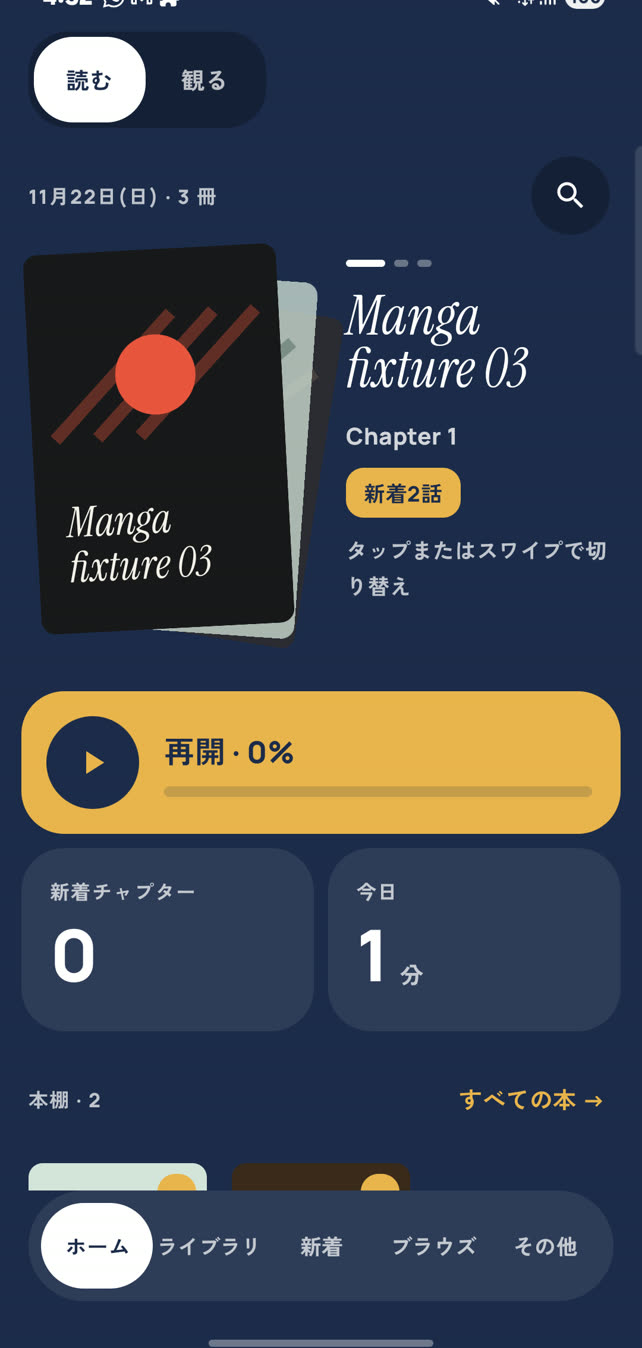 読む
観る
11月22日(日) · 3 冊
Manga
fixture 03
Manga
fixture 03
Chapter 1
新着2話
タップまたはスワイプで切
り替え
再開 · 0%
新着チャプター
0
今日
1 分
本棚 · 2
すべての本 →
ホーム
ライブラリ
新着
ブラウズ
その他